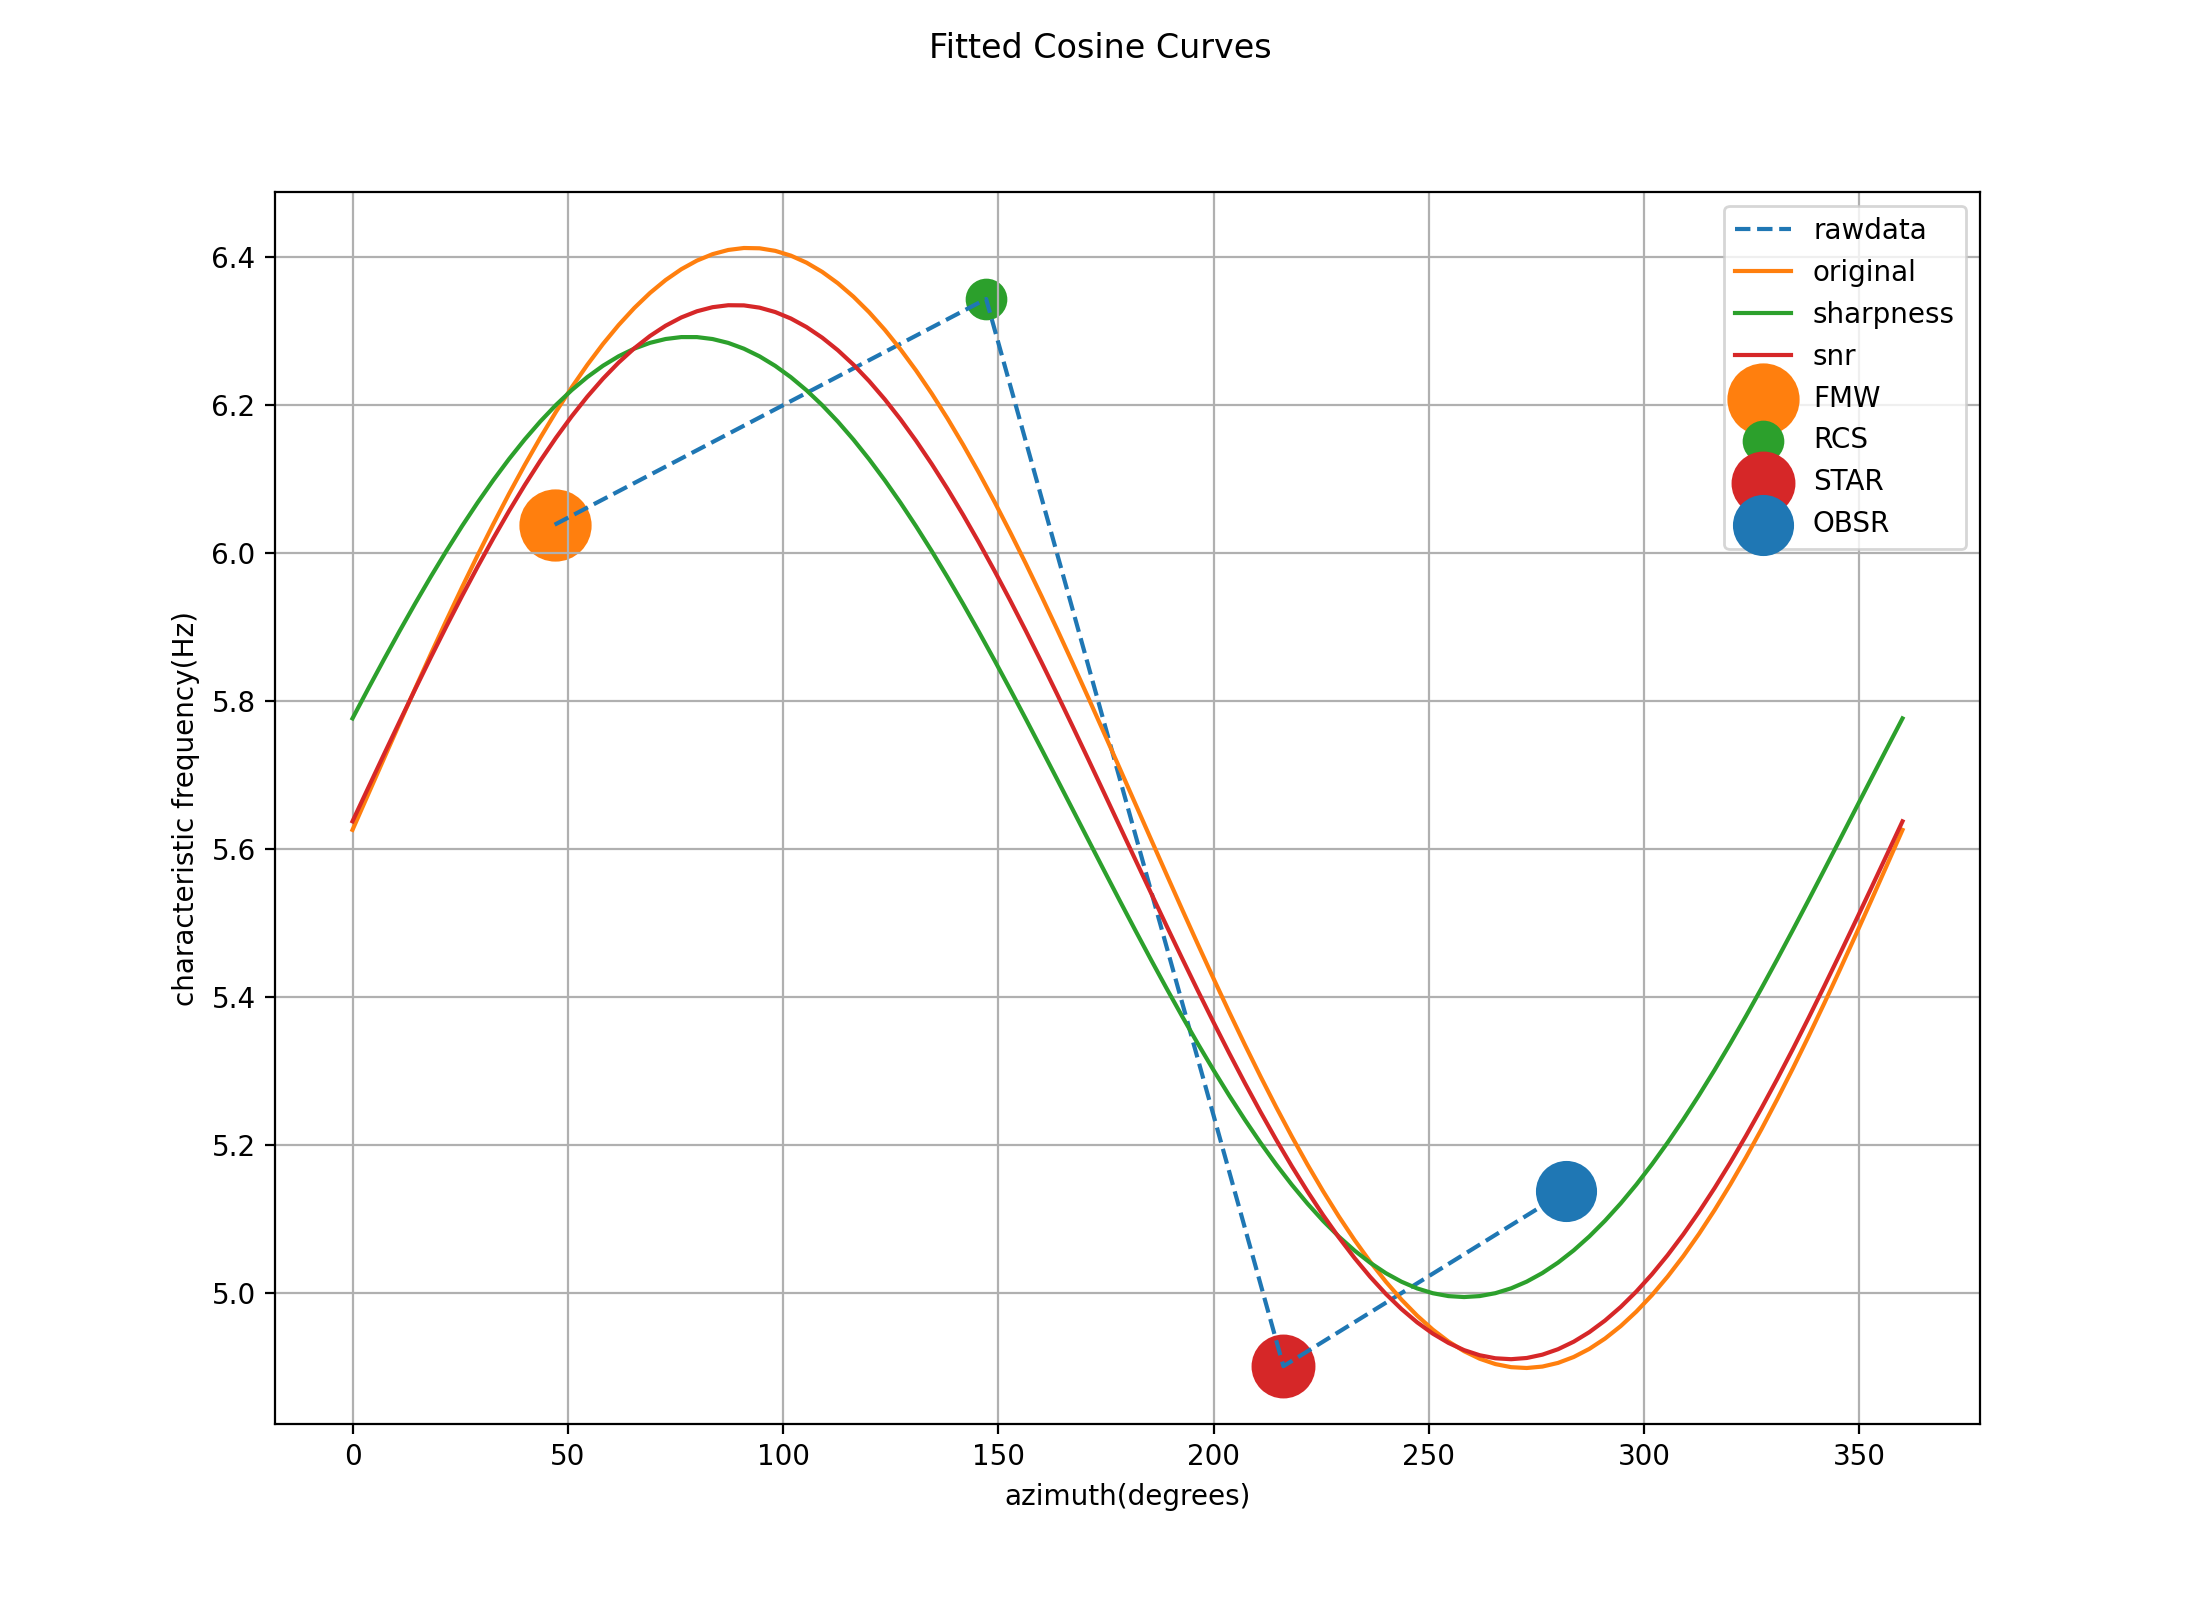 Fitted Cosine Curves
rawdata
original
sharpness
snr
FMW
RCS
STAR
OBSR
6.4
6.2
6.0
5.8
5.6
5.4
5.2
5.0
characteristic frequency(Hz)
0 50 100 150 200 250 300 350
azimuth(degrees)